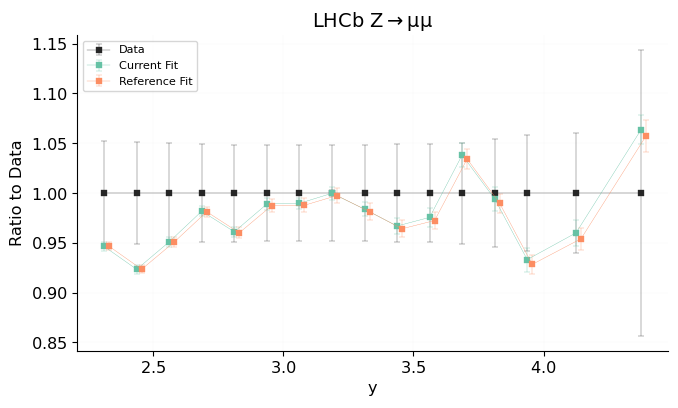 LHCb Z→μμ
Data
Current Fit
Reference Fit
Ratio to Data
1.15
1.10
1.05
1.00
0.95
0.90
0.85
2.5
3.0
3.5
4.0
y